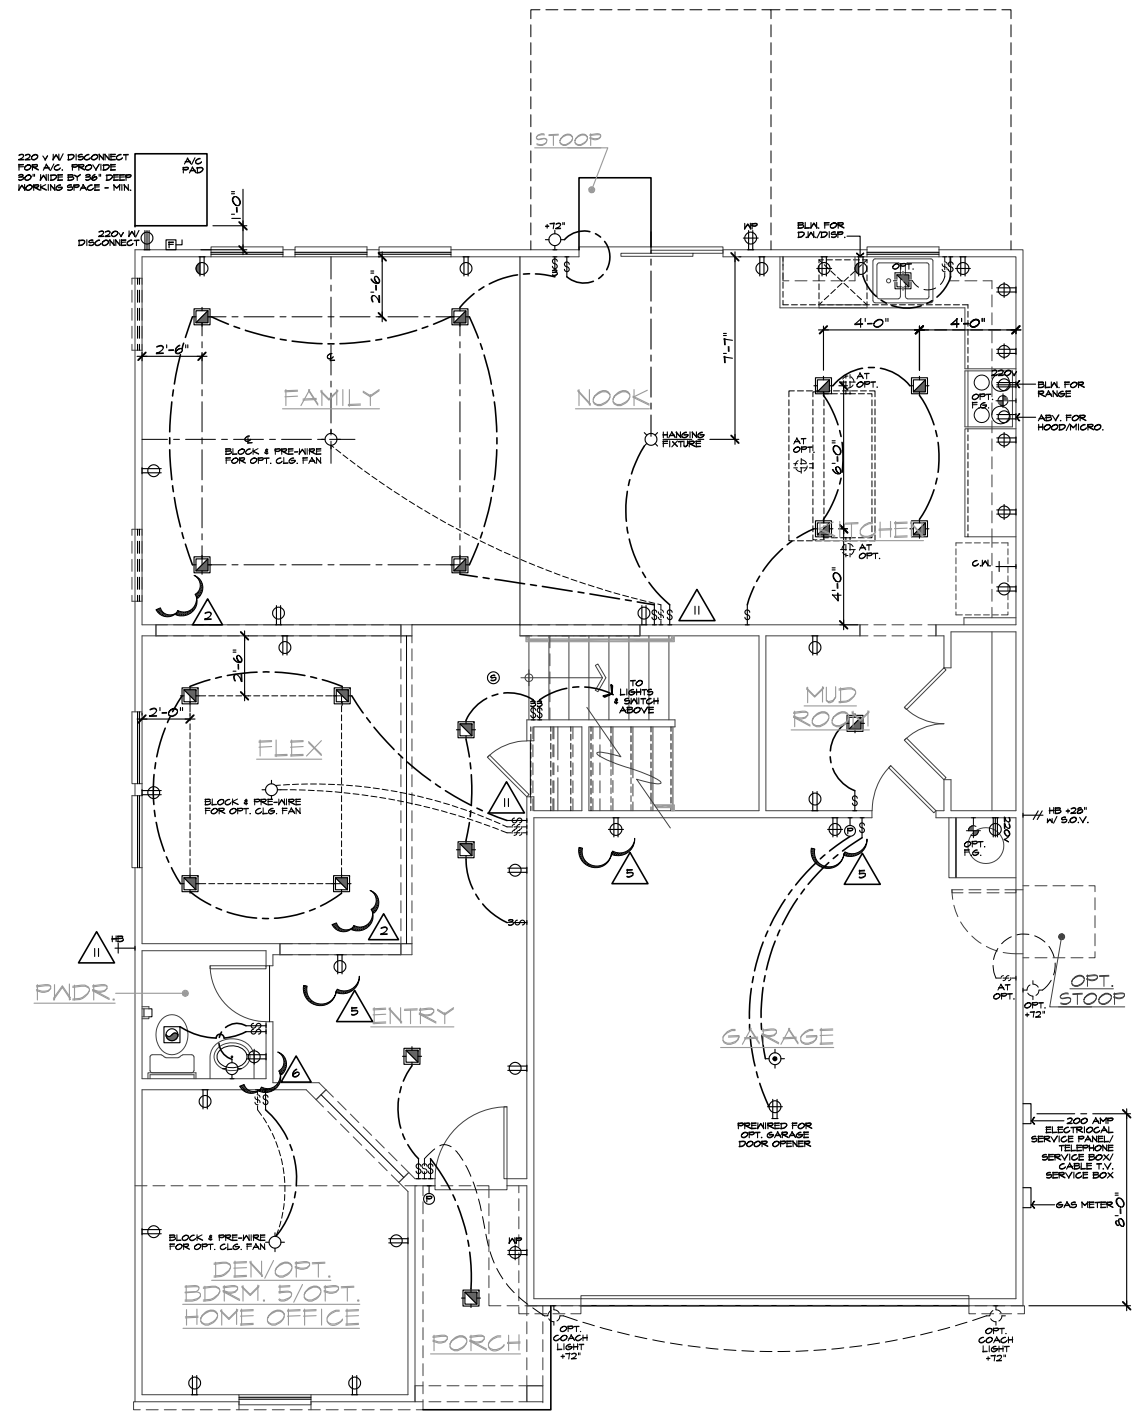 STOOP
220 V W/ DISCONNECT
FOR A/C. PROVIDE
30" WIDE BY 36" DEEP
WORKING SPACE - MIN.
A/C
PAD
1'-0"
220v W/
DISCONNECT
F
+72"
WP
BLW. FOR
D.W./DISP.
OPT.
2'-6"
2'-6"
7'-7"
4'-0"
4'-0"
FAMILY
NOOK
AT
OPT.
220V
OPT.
F.G.
BLW. FOR
RANGE
ABV. FOR
HOOD/MICRO.
BLOCK & PRE-WIRE
FOR OPT. CLG. FAN
HANGING
FIXTURE
AT
OPT.
6'-0"
KITCHEN
AT
OPT.
C.W.
4'-0"
2
11
2'-6"
2'-0"
S
TO
LIGHTS
& SWITCH
ABOVE
MUD
ROOM
FLEX
BLOCK & PRE-WIRE
FOR OPT. CLG. FAN
11
HB +28"
W/ S.O.V.
P
220V
OPT.
F.G.
5
5
3
2
HB
11
PWDR.
5
ENTRY
AT
OPT.
OPT.
+72"
OPT.
STOOP
GARAGE
6
PREWIRED FOR
OPT. GARAGE
DOOR OPENER
200 AMP
ELECTRIOCAL
SERVICE PANEL/
TELEPHONE
SERVICE BOX/
CABLE T.V.
SERVICE BOX
P
GAS METER
8'-0"
WP
BLOCK & PRE-WIRE
FOR OPT. CLG. FAN
DEN/OPT.
BDRM. 5/OPT.
HOME OFFICE
PORCH
OPT.
COACH
LIGHT
+72"
OPT.
COACH
LIGHT
+72"